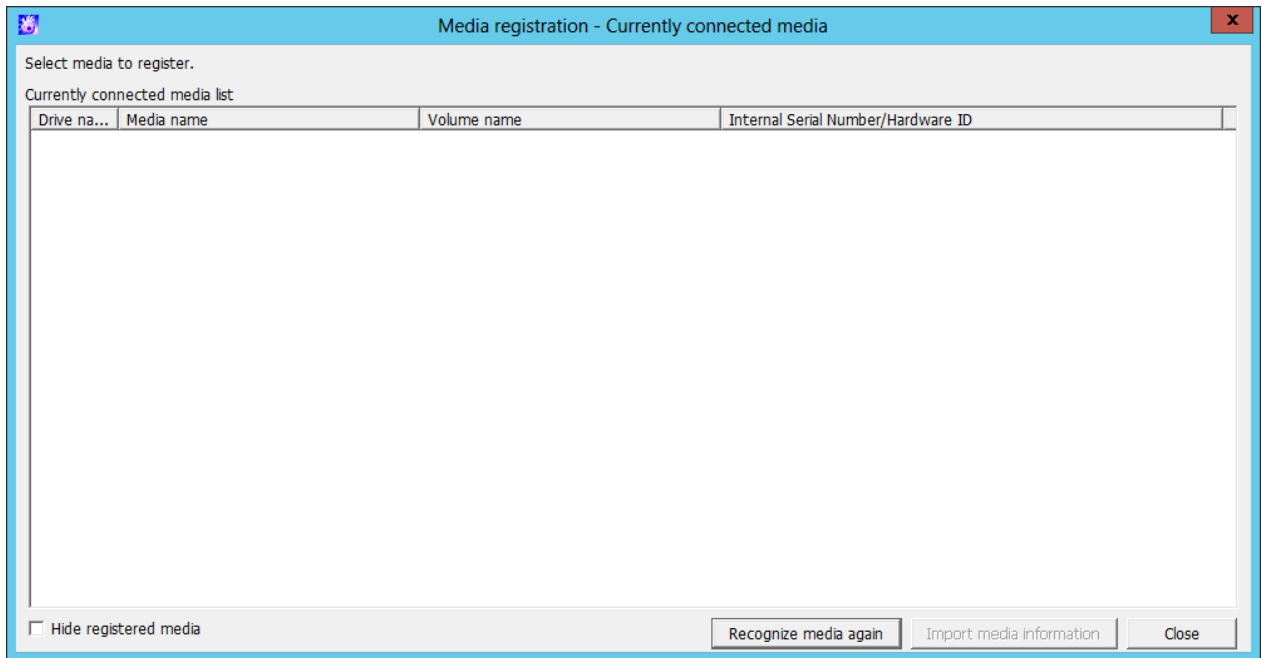 Media registration - Currently connected media
x
Select media to register.
Currently connected media list
Drive na... Media name Volume name Internal Serial Number/Hardware ID
Hide registered media Recognize media again Import media information Close